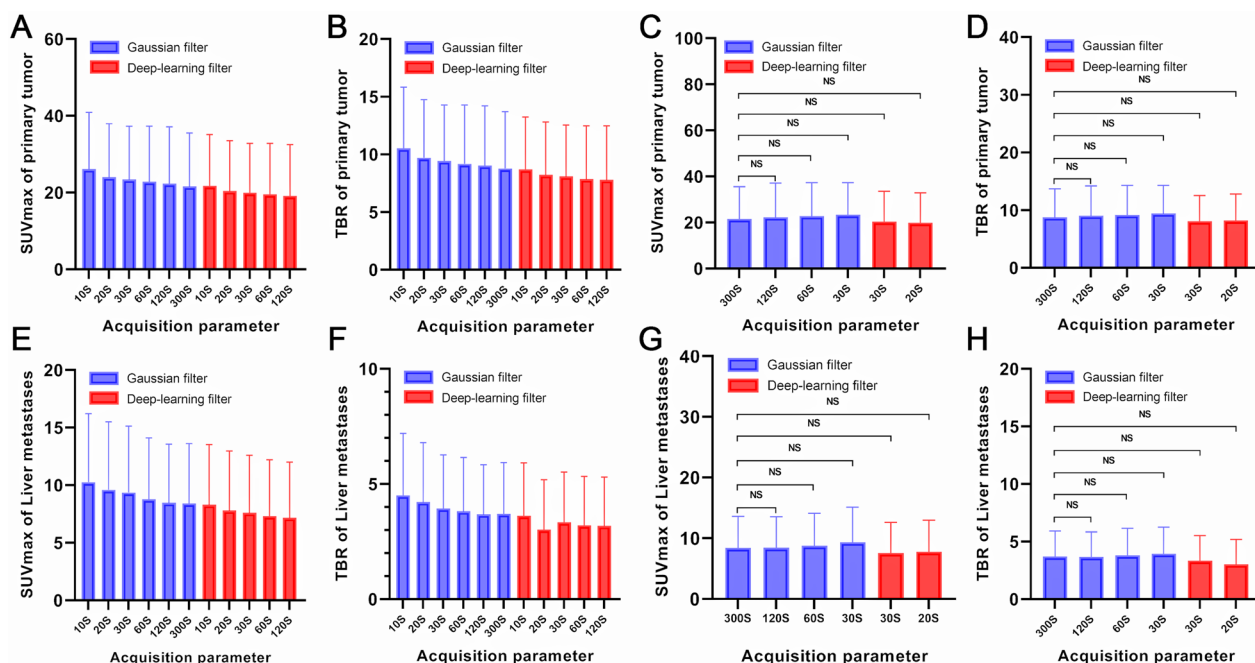 A
SUVmax of primary tumor
60
40
20
0
Gaussian filter
Deep-learning filter
10S 20S 30S 60S 120S 300S 10S 20S 30S 60S 120S
Acquisition parameter
B
TBR of primary tumor
20
15
10
5
0
Gaussian filter
Deep-learning filter
10S 20S 30S 60S 120S 300S 10S 20S 30S 60S 120S
Acquisition parameter
C
SUVmax of primary tumor
100
80
60
40
20
0
Gaussian filter
Deep-learning filter
NS
NS
NS
NS
NS
300S 120S 60S 30S 30S 20S
Acquisition parameter
D
TBR of primary tumor
40
30
20
10
0
Gaussian filter
Deep-learning filter
NS
NS
NS
NS
NS
300S 120S 60S 30S 30S 20S
Acquisition parameter
E
SUVmax of Liver metastases
20
15
10
5
0
Gaussian filter
Deep-learning filter
10S 20S 30S 60S 120S 300S 10S 20S 30S 60S 120S
Acquisition parameter
F
TBR of Liver metastases
10
5
0
Gaussian filter
Deep-learning filter
10S 20S 30S 60S 120S 300S 10S 20S 30S 60S 120S
Acquisition parameter
G
SUVmax of Liver metastases
40
30
20
10
0
Gaussian filter
Deep-learning filter
NS
NS
NS
NS
NS
300S 120S 60S 30S 30S 20S
Acquisition parameter
H
TBR of Liver metastases
20
15
10
5
0
Gaussian filter
Deep-learning filter
NS
NS
NS
NS
NS
300S 120S 60S 30S 30S 20S
Acquisition parameter